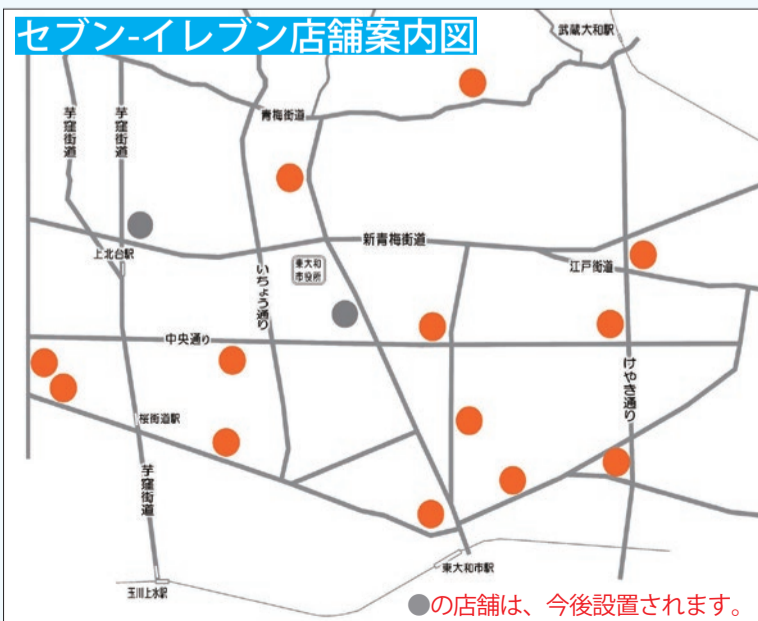 セブン-イレブン店舗案内図
武蔵大和駅
青梅街道
芋窪街道
芋窪街道
新青梅街道
上北台駅
東大和
市役所
いちょう通り
江戸街道
中央通り
けやき通り
桜街道駅
芋窪街道
東大和市駅
玉川上水駅
●の店舗は、今後設置されます。